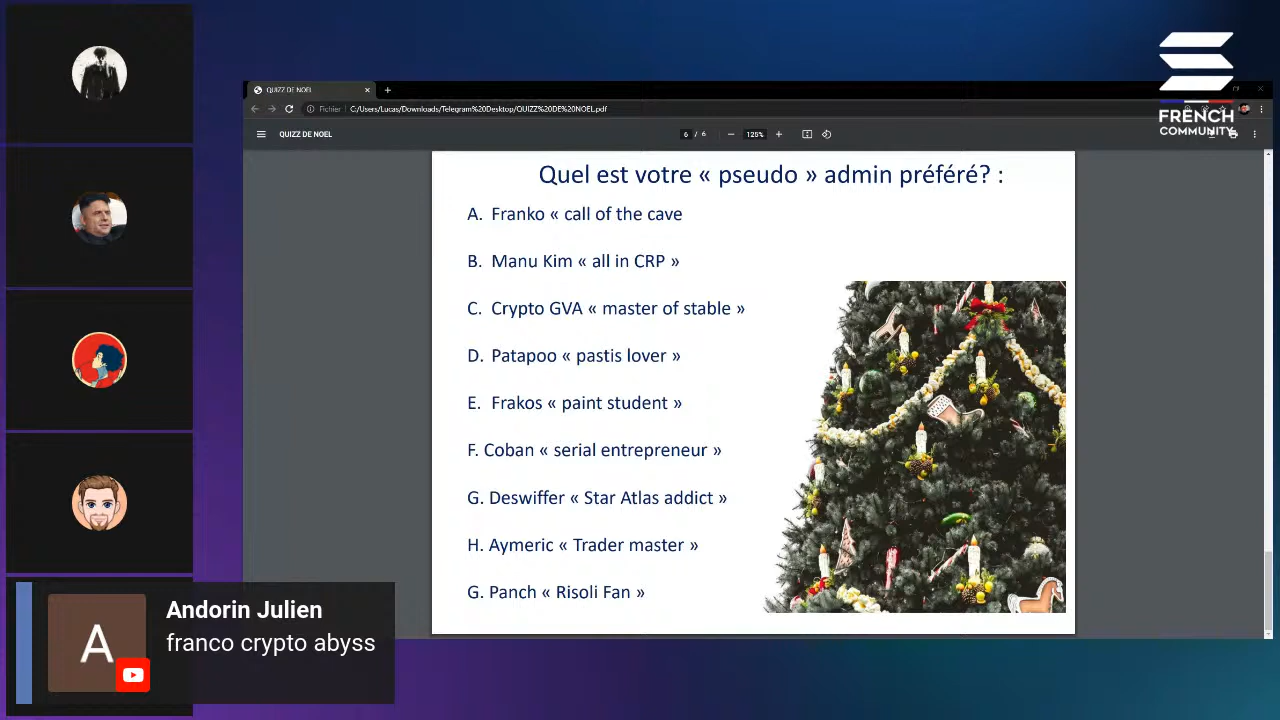 QUIZZ DE NOEL
Fichier
C:/Users/Lucas/Downloads/Telegram%20Desktop/QUIZZ%20DE%20NOEL.pdf
QUIZZ DE NOEL
6 / 6
125%
FRENCH
COMMUNITY
Quel est votre « pseudo » admin préféré? :
A. Franko « call of the cave
B. Manu Kim « all in CRP »
C. Crypto GVA « master of stable »
D. Patapoo « pastis lover »
E. Frakos « paint student »
F. Coban « serial entrepreneur »
G. Deswiffer « Star Atlas addict »
H. Aymeric « Trader master »
G. Panch « Risoli Fan »
A
Andorin Julien
franco crypto abyss